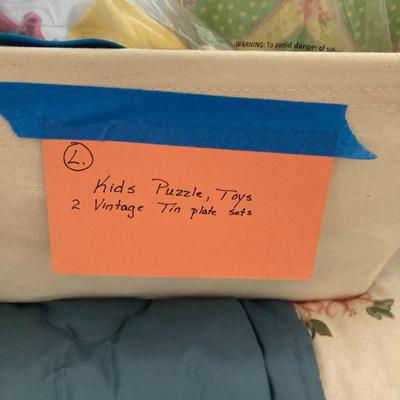 WARNING: To avoid danger of
L.
Kids Puzzle, Toys
2 Vintage Tin plate sets